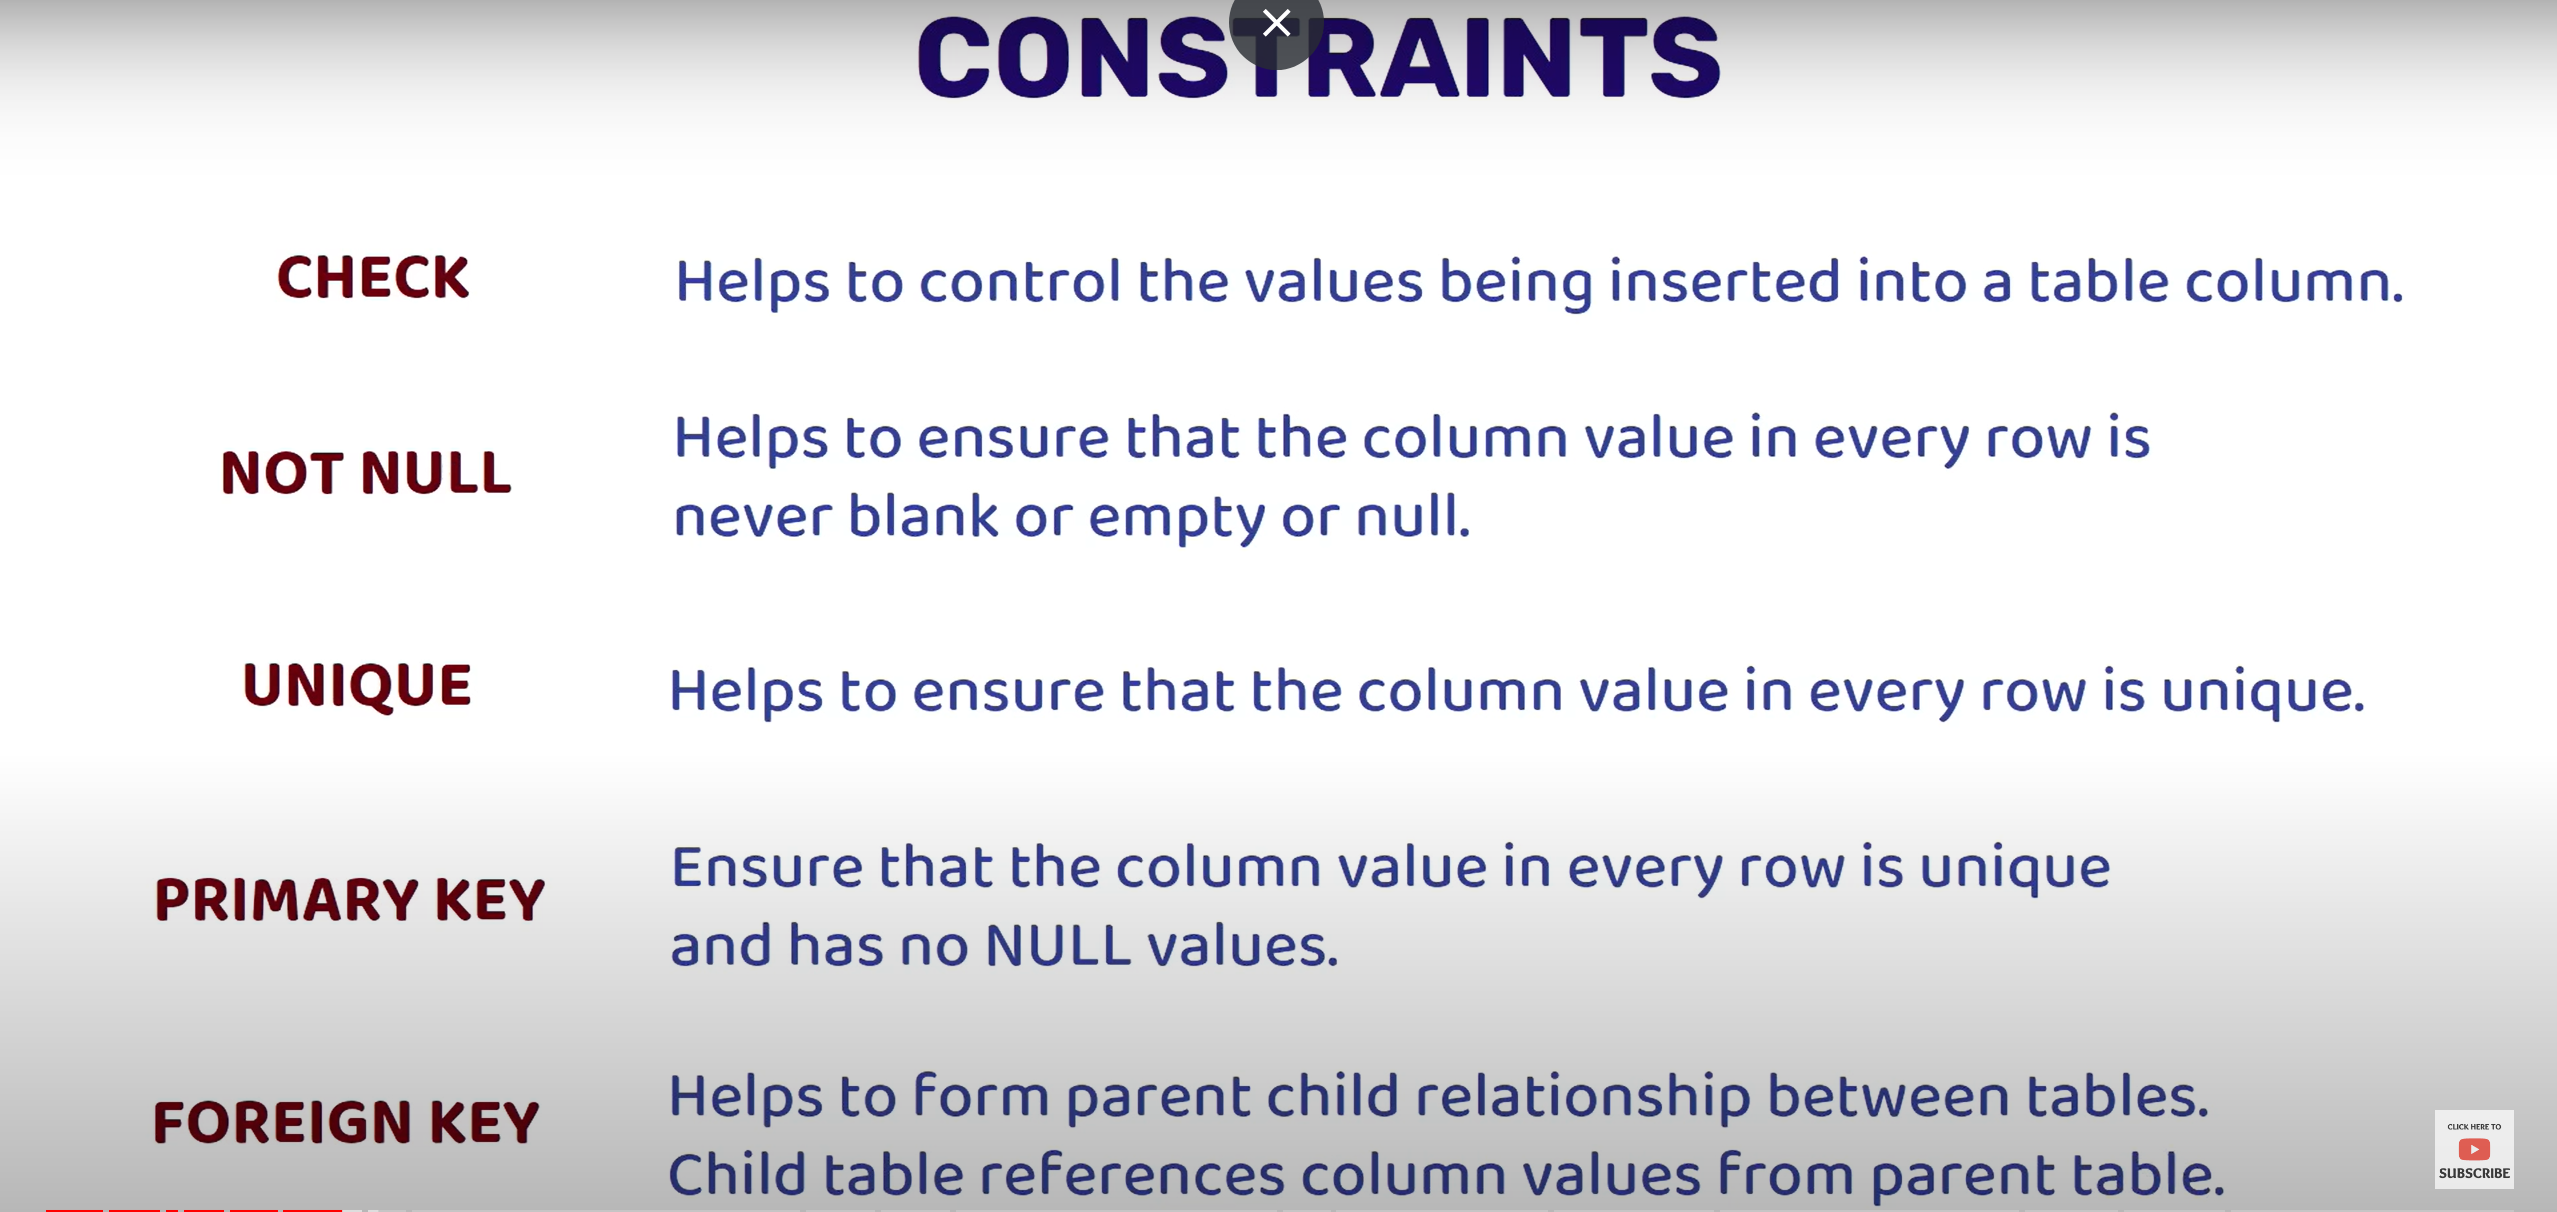 CONSTRAINTS
CHECK
Helps to control the values being inserted into a table column.
NOT NULL
Helps to ensure that the column value in every row is
never blank or empty or null.
UNIQUE
Helps to ensure that the column value in every row is unique.
PRIMARY KEY
Ensure that the column value in every row is unique
and has no NULL values.
FOREIGN KEY
Helps to form parent child relationship between tables.
Child table references column values from parent table.
CLICK HERE TO
SUBSCRIBE